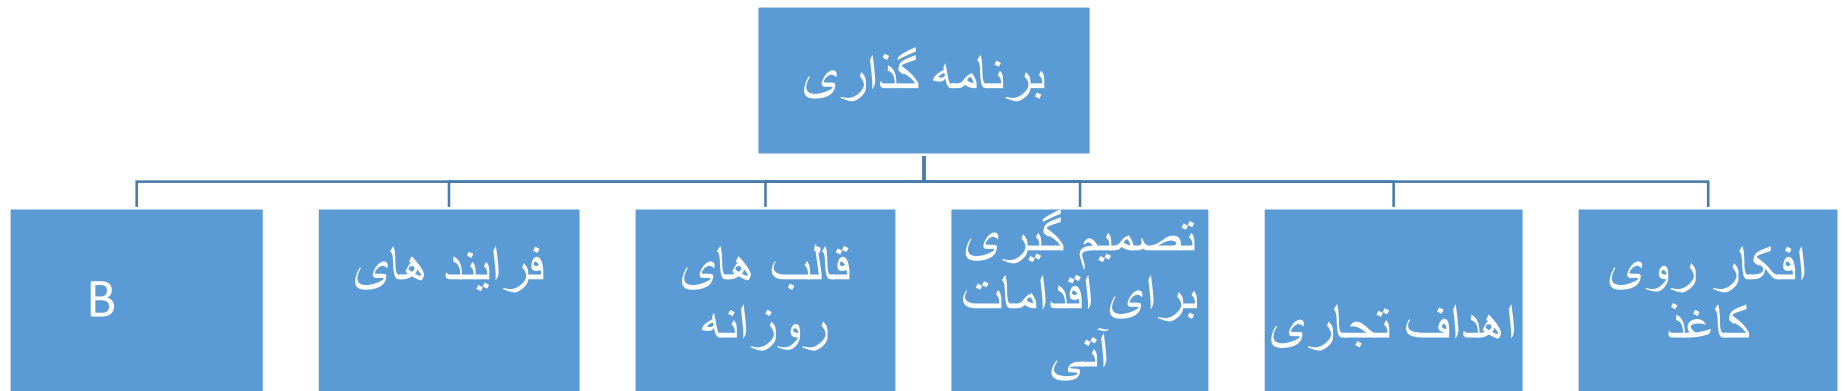 برنامه گذاری
افکار روی
کاغذ
اهداف تجاری
تصمیم گیری
برای اقدامات
آتی
قالب های
روزانه
فرایند های
B